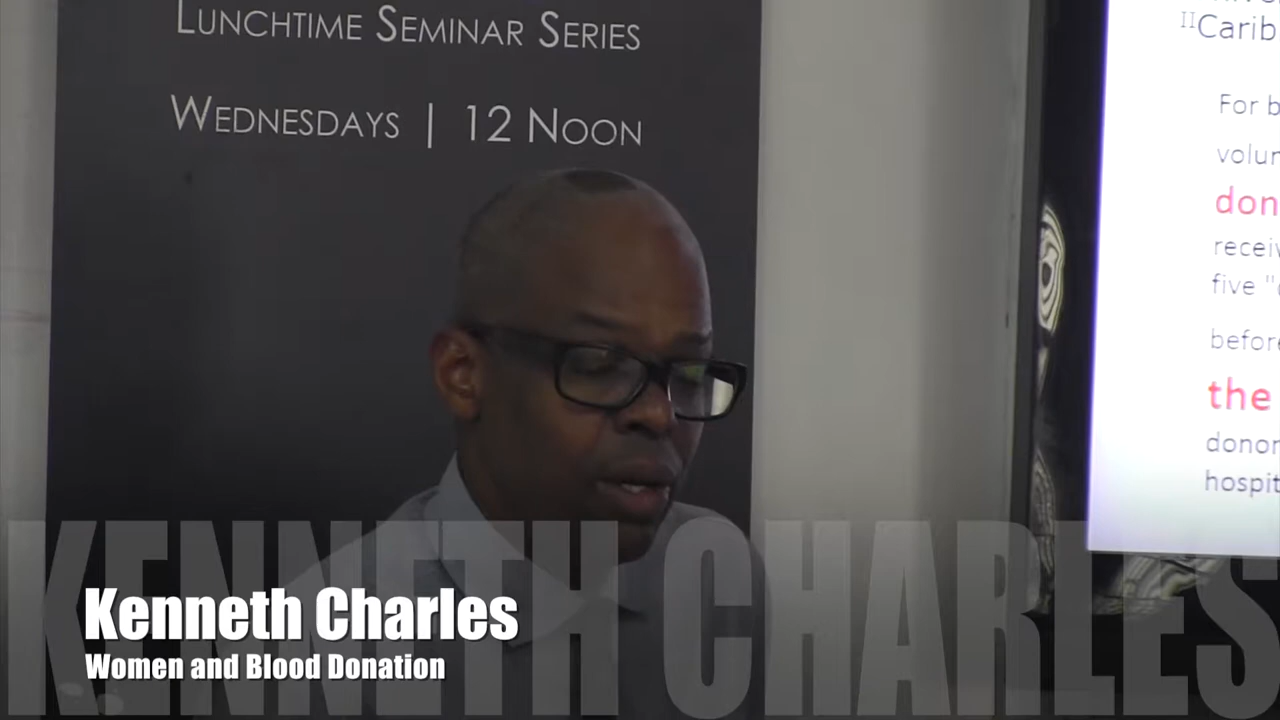 LUNCHTIME SEMINAR SERIES
WEDNESDAYS | 12 NOON
IICarib
For b
volun
don
receiv
five "
before
the
donor
hospit
KENNETH CHARLES
Kenneth Charles
Women and Blood Donation